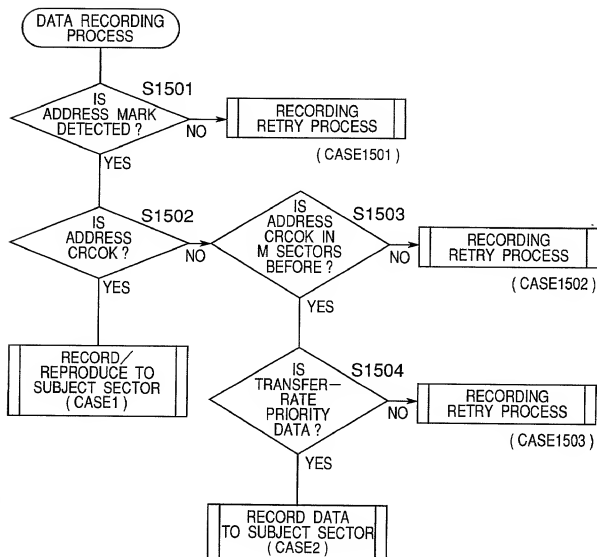 DATA RECORDING
PROCESS
S1501
IS
ADDRESS MARK
DETECTED ?
NO
YES
RECORDING
RETRY PROCESS
( CASE1501 )
S1502
IS
ADDRESS
CRCOK ?
NO
YES
S1503
IS
ADDRESS
CRCOK IN
M SECTORS
BEFORE ?
NO
YES
RECORDING
RETRY PROCESS
( CASE1502 )
RECORD/
REPRODUCE TO
SUBJECT SECTOR
( CASE1 )
S1504
IS
TRANSFER–
RATE
PRIORITY
DATA ?
NO
YES
RECORDING
RETRY PROCESS
( CASE1503 )
RECORD DATA
TO SUBJECT SECTOR
( CASE2 )